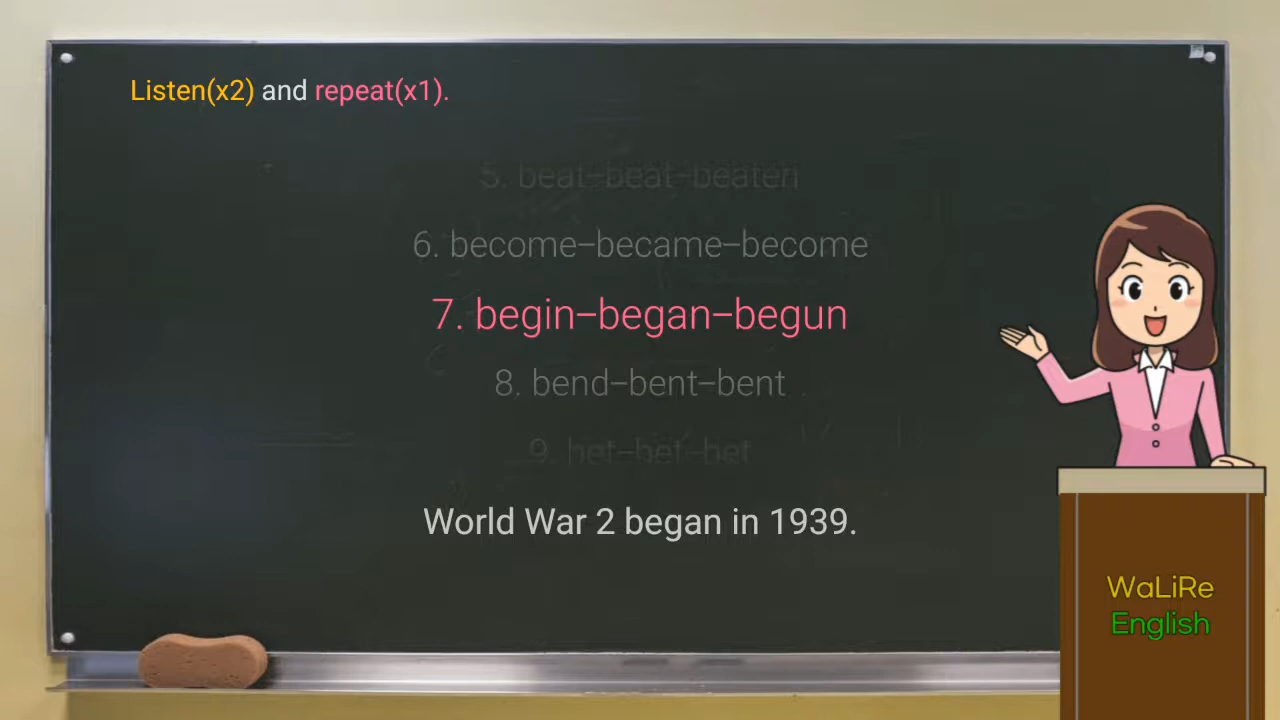 Listen(x2) and repeat(x1).
5. beat–beat–beaten
6. become–became–become
7. begin–began–begun
8. bend–bent–bent
9. bet–bet–bet
World War 2 began in 1939.
WaLiRe
English